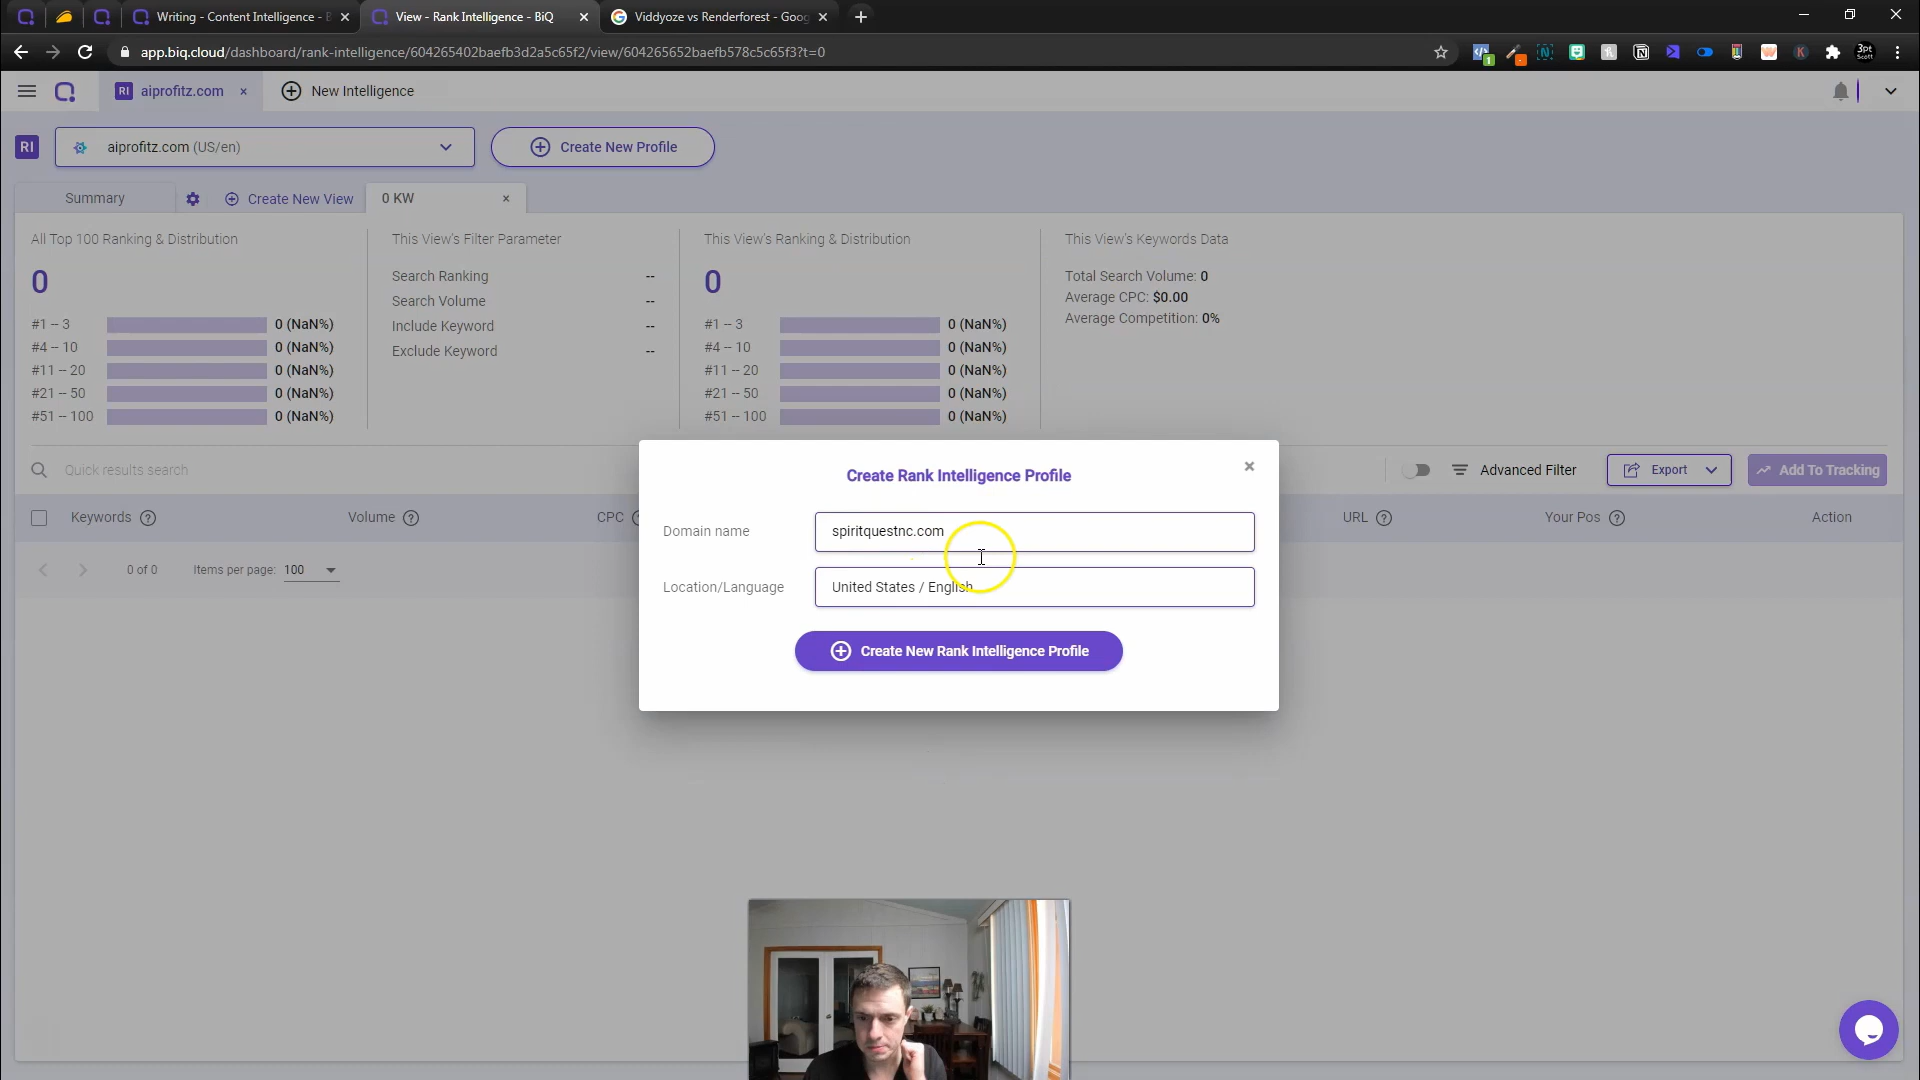 Writing - Content Intelligence - B
View - Rank Intelligence - BiQ
Viddyoze vs Renderforest - Goog
app.biq.cloud/dashboard/rank-intelligence/604265402baefb3d2a5c65f2/view/604265652baefb578c5c65f3?t=0
RI aiprofitz.com
New Intelligence
RI
aiprofitz.com (US/en)
Create New Profile
Summary
Create New View
0 KW
All Top 100 Ranking & Distribution
0
#1 – 3 0 (NaN%)
#4 – 10 0 (NaN%)
#11 – 20 0 (NaN%)
#21 – 50 0 (NaN%)
#51 – 100 0 (NaN%)
This View's Filter Parameter
Search Ranking --
Search Volume --
Include Keyword --
Exclude Keyword --
This View's Ranking & Distribution
0
#1 – 3 0 (NaN%)
#4 – 10 0 (NaN%)
#11 – 20 0 (NaN%)
#21 – 50 0 (NaN%)
#51 – 100 0 (NaN%)
This View's Keywords Data
Total Search Volume: 0
Average CPC: $0.00
Average Competition: 0%
Quick results search
Advanced Filter
Export
Add To Tracking
Keywords
Volume
CPC
URL
Your Pos
Action
0 of 0
Items per page: 100
Create Rank Intelligence Profile
Domain name
spiritquestnc.com
Location/Language
United States / English
Create New Rank Intelligence Profile